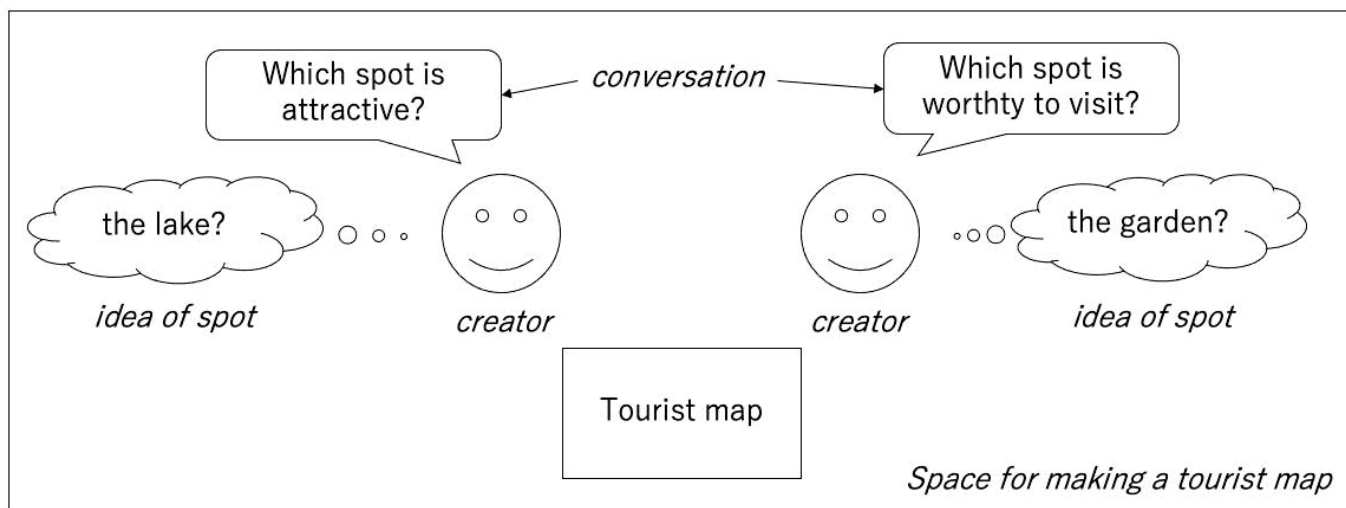 Which spot is
attractive?
conversation
Which spot is
worthty to visit?
the lake?
the garden?
idea of spot
creator
creator
idea of spot
Tourist map
Space for making a tourist map